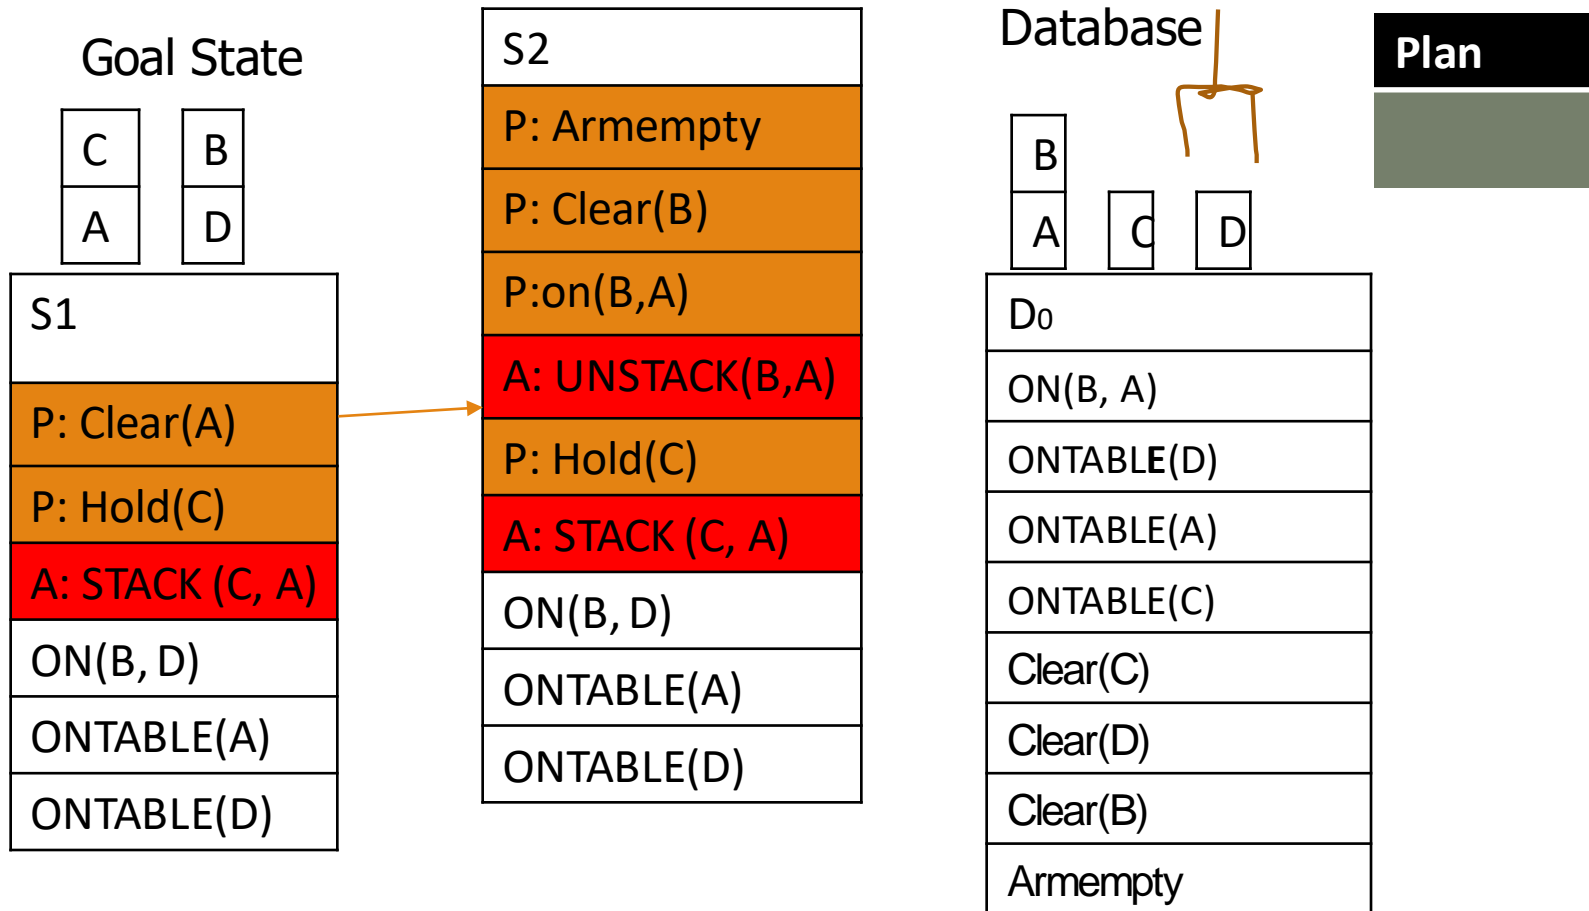 Goal State
C
B
A
D
S1
P: Clear(A)
P: Hold(C)
A: STACK (C, A)
ON(B, D)
ONTABLE(A)
ONTABLE(D)
S2
P: Armempty
P: Clear(B)
P:on(B,A)
A: UNSTACK(B,A)
P: Hold(C)
A: STACK (C, A)
ON(B, D)
ONTABLE(A)
ONTABLE(D)
Database
B
A
C
D
D0
ON(B, A)
ONTABLE(D)
ONTABLE(A)
ONTABLE(C)
Clear(C)
Clear(D)
Clear(B)
Armempty
Plan